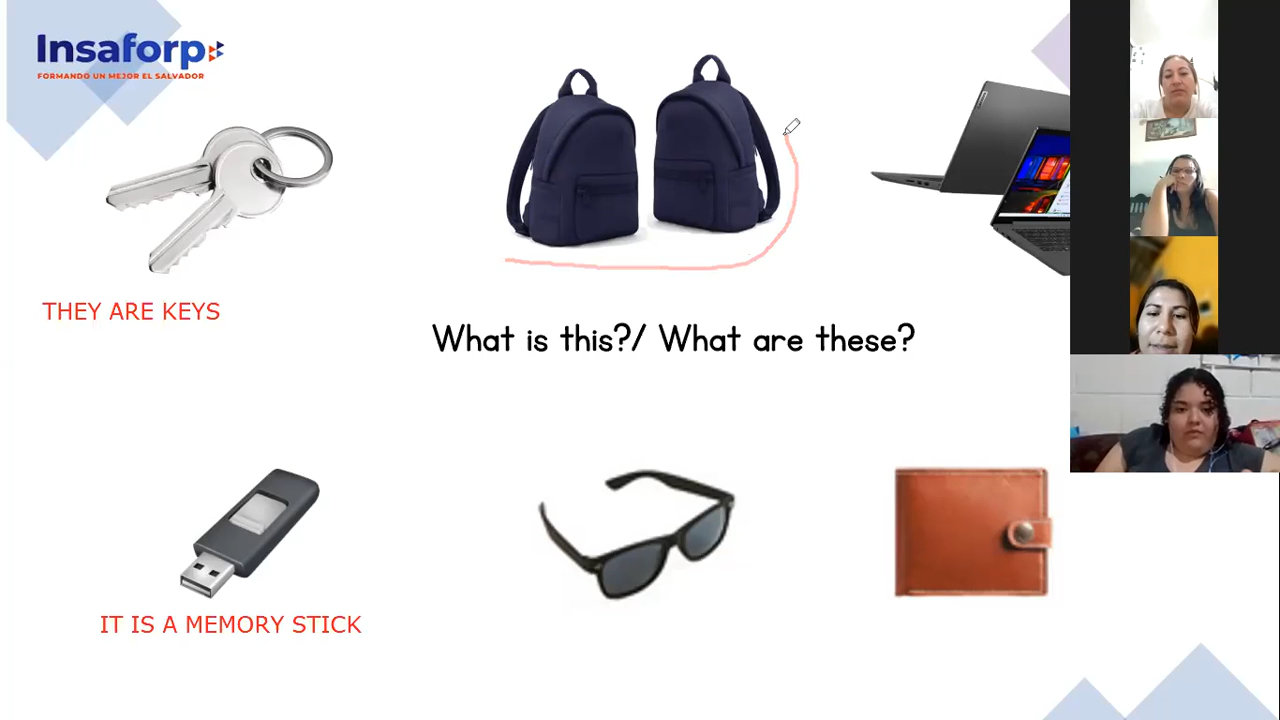 Insaforp
FORMANDO UN MEJOR EL SALVADOR
THEY ARE KEYS
What is this?/ What are these?
IT IS A MEMORY STICK